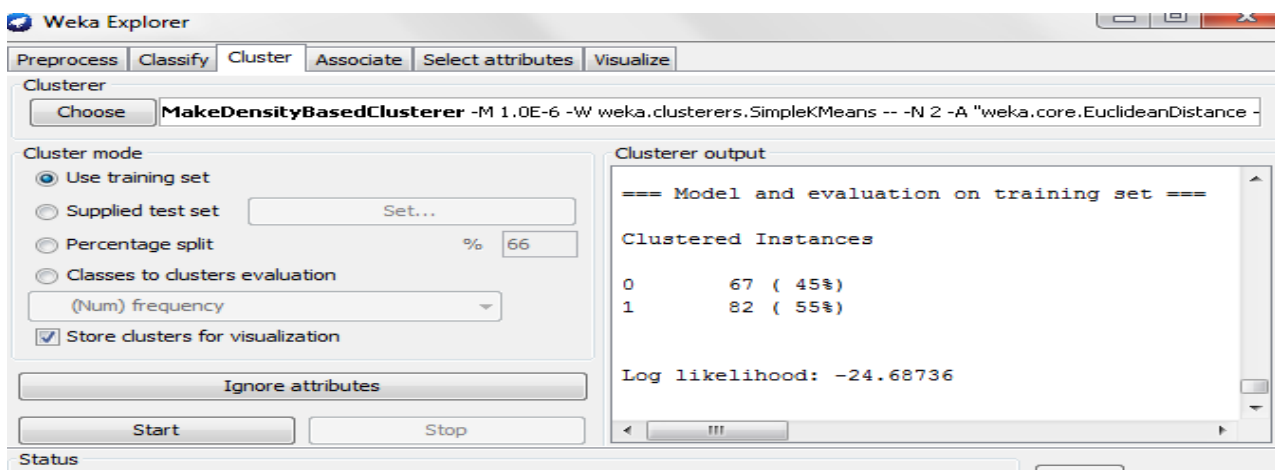 Weka Explorer
Preprocess Classify Cluster Associate Select attributes Visualize
Clusterer
Choose MakeDensityBasedClusterer -M 1.0E-6 -W weka.clusterers.SimpleKMeans -- -N 2 -A "weka.core.EuclideanDistance -
Cluster mode
Use training set
Supplied test set Set...
Percentage split % 66
Classes to clusters evaluation
(Num) frequency
Store clusters for visualization
Ignore attributes
Start Stop
Clusterer output
=== Model and evaluation on training set ===
Clustered Instances
0 67 ( 45%)
1 82 ( 55%)
Log likelihood: -24.68736
Status